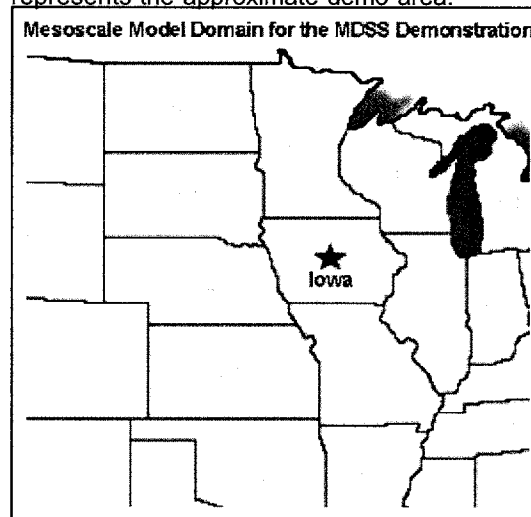 represents the approximate demo area.
Mesoscale Model Domain for the MDSS Demonstration
Iowa